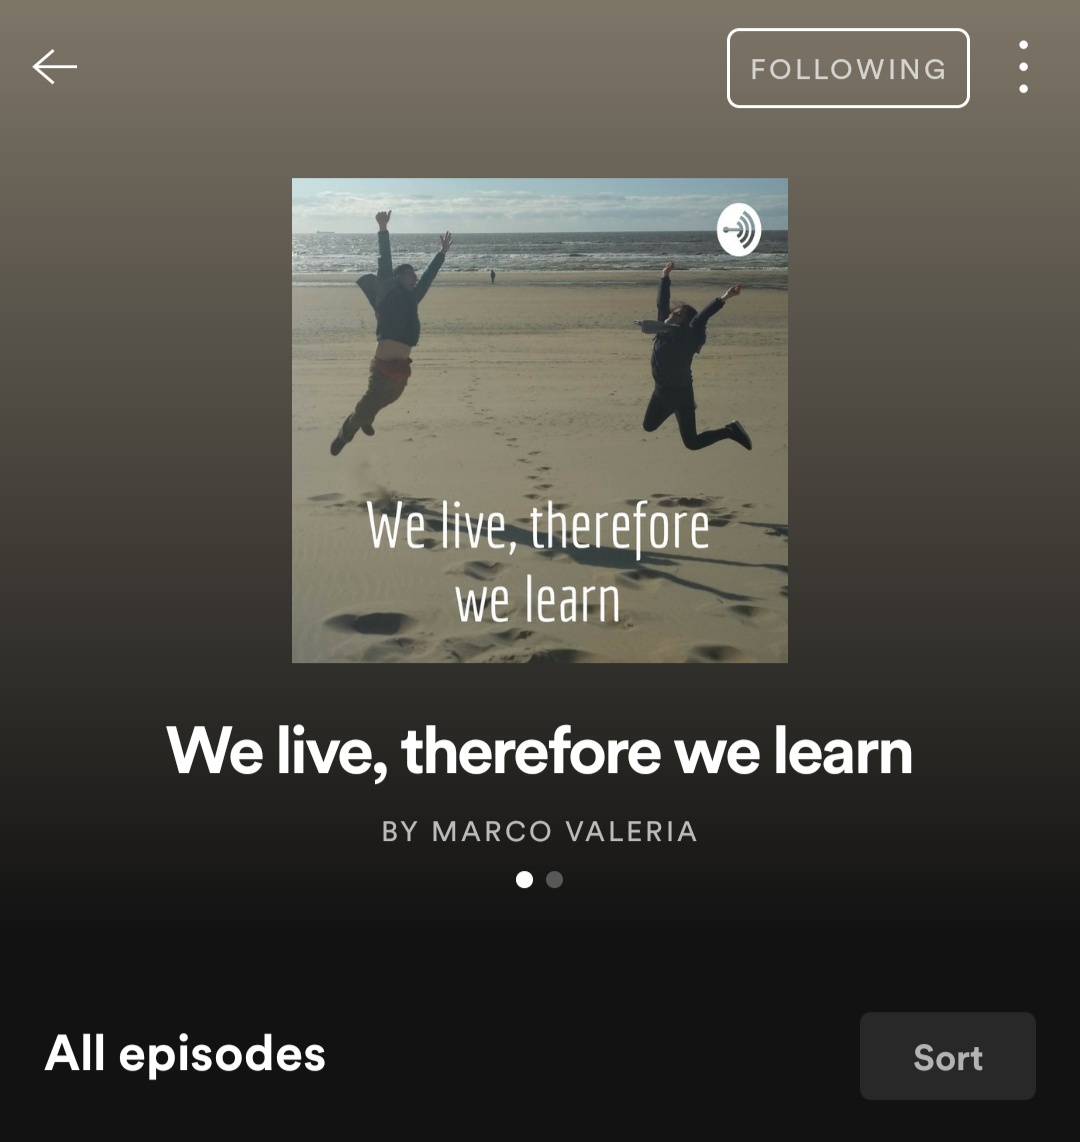 FOLLOWING
We live, therefore
we learn
We live, therefore we learn
BY MARCO VALERIA
All episodes
Sort